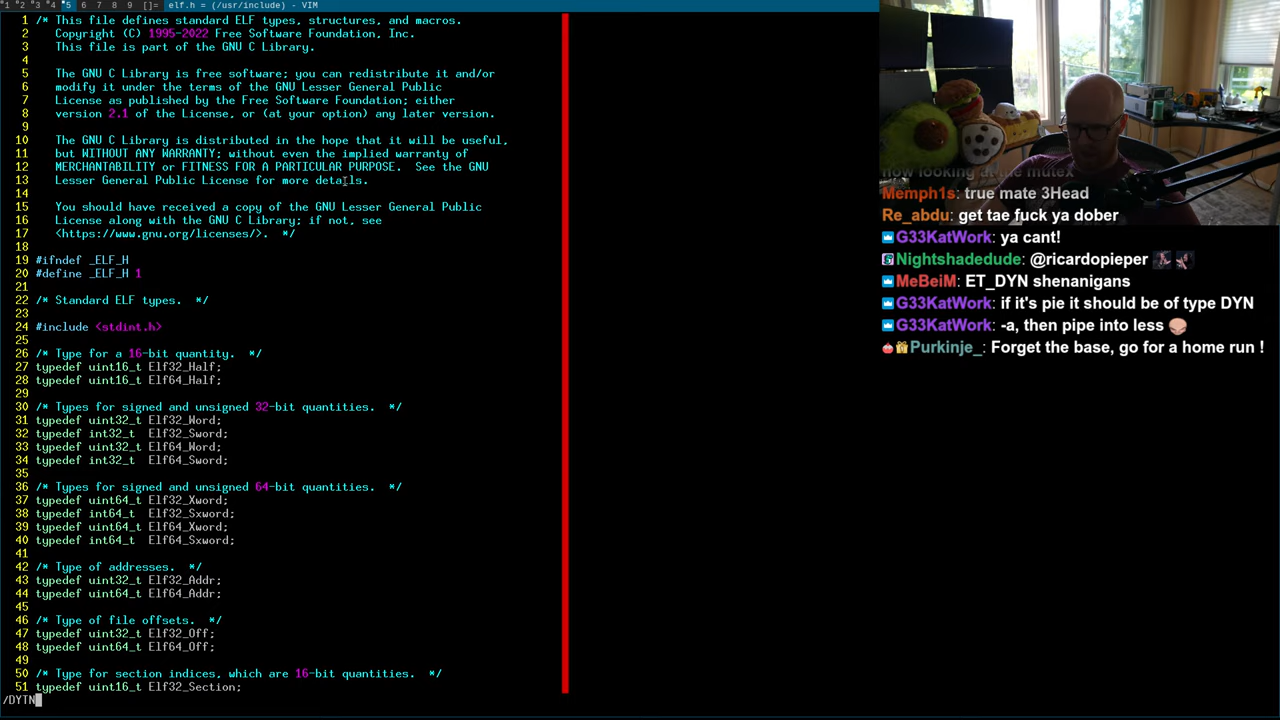 *1 *2 *3 *4 *5 6 7 8 9 []= elf.h = (/usr/include) - VIM
1 /* This file defines standard ELF types, structures, and macros.
2 Copyright (C) 1995-2022 Free Software Foundation, Inc.
3 This file is part of the GNU C Library.
4
5 The GNU C Library is free software; you can redistribute it and/or
6 modify it under the terms of the GNU Lesser General Public
7 License as published by the Free Software Foundation; either
8 version 2.1 of the License, or (at your option) any later version.
9
10 The GNU C Library is distributed in the hope that it will be useful,
11 but WITHOUT ANY WARRANTY; without even the implied warranty of
12 MERCHANTABILITY or FITNESS FOR A PARTICULAR PURPOSE. See the GNU
13 Lesser General Public License for more details.
14
15 You should have received a copy of the GNU Lesser General Public
16 License along with the GNU C Library; if not, see
17 <https://www.gnu.org/licenses/>. */
18
19 #ifndef _ELF_H
20 #define _ELF_H 1
21
22 /* Standard ELF types. */
23
24 #include <stdint.h>
25
26 /* Type for a 16-bit quantity. */
27 typedef uint16_t Elf32_Half;
28 typedef uint16_t Elf64_Half;
29
30 /* Types for signed and unsigned 32-bit quantities. */
31 typedef uint32_t Elf32_Word;
32 typedef int32_t Elf32_Sword;
33 typedef uint32_t Elf64_Word;
34 typedef int32_t Elf64_Sword;
35
36 /* Types for signed and unsigned 64-bit quantities. */
37 typedef uint64_t Elf32_Xword;
38 typedef int64_t Elf32_Sxword;
39 typedef uint64_t Elf64_Xword;
40 typedef int64_t Elf64_Sxword;
41
42 /* Type of addresses. */
43 typedef uint32_t Elf32_Addr;
44 typedef uint64_t Elf64_Addr;
45
46 /* Type of file offsets. */
47 typedef uint32_t Elf32_Off;
48 typedef uint64_t Elf64_Off;
49
50 /* Type for section indices, which are 16-bit quantities. */
51 typedef uint16_t Elf32_Section;
/DYTN
now looking at the mutex
Memph1s: true mate 3Head
Re_abdu: get tae fuck ya dober
G33KatWork: ya cant!
Nightshadedude: @ricardopieper
MeBeiM: ET_DYN shenanigans
G33KatWork: if it's pie it should be of type DYN
G33KatWork: -a, then pipe into less
Purkinje_: Forget the base, go for a home run !